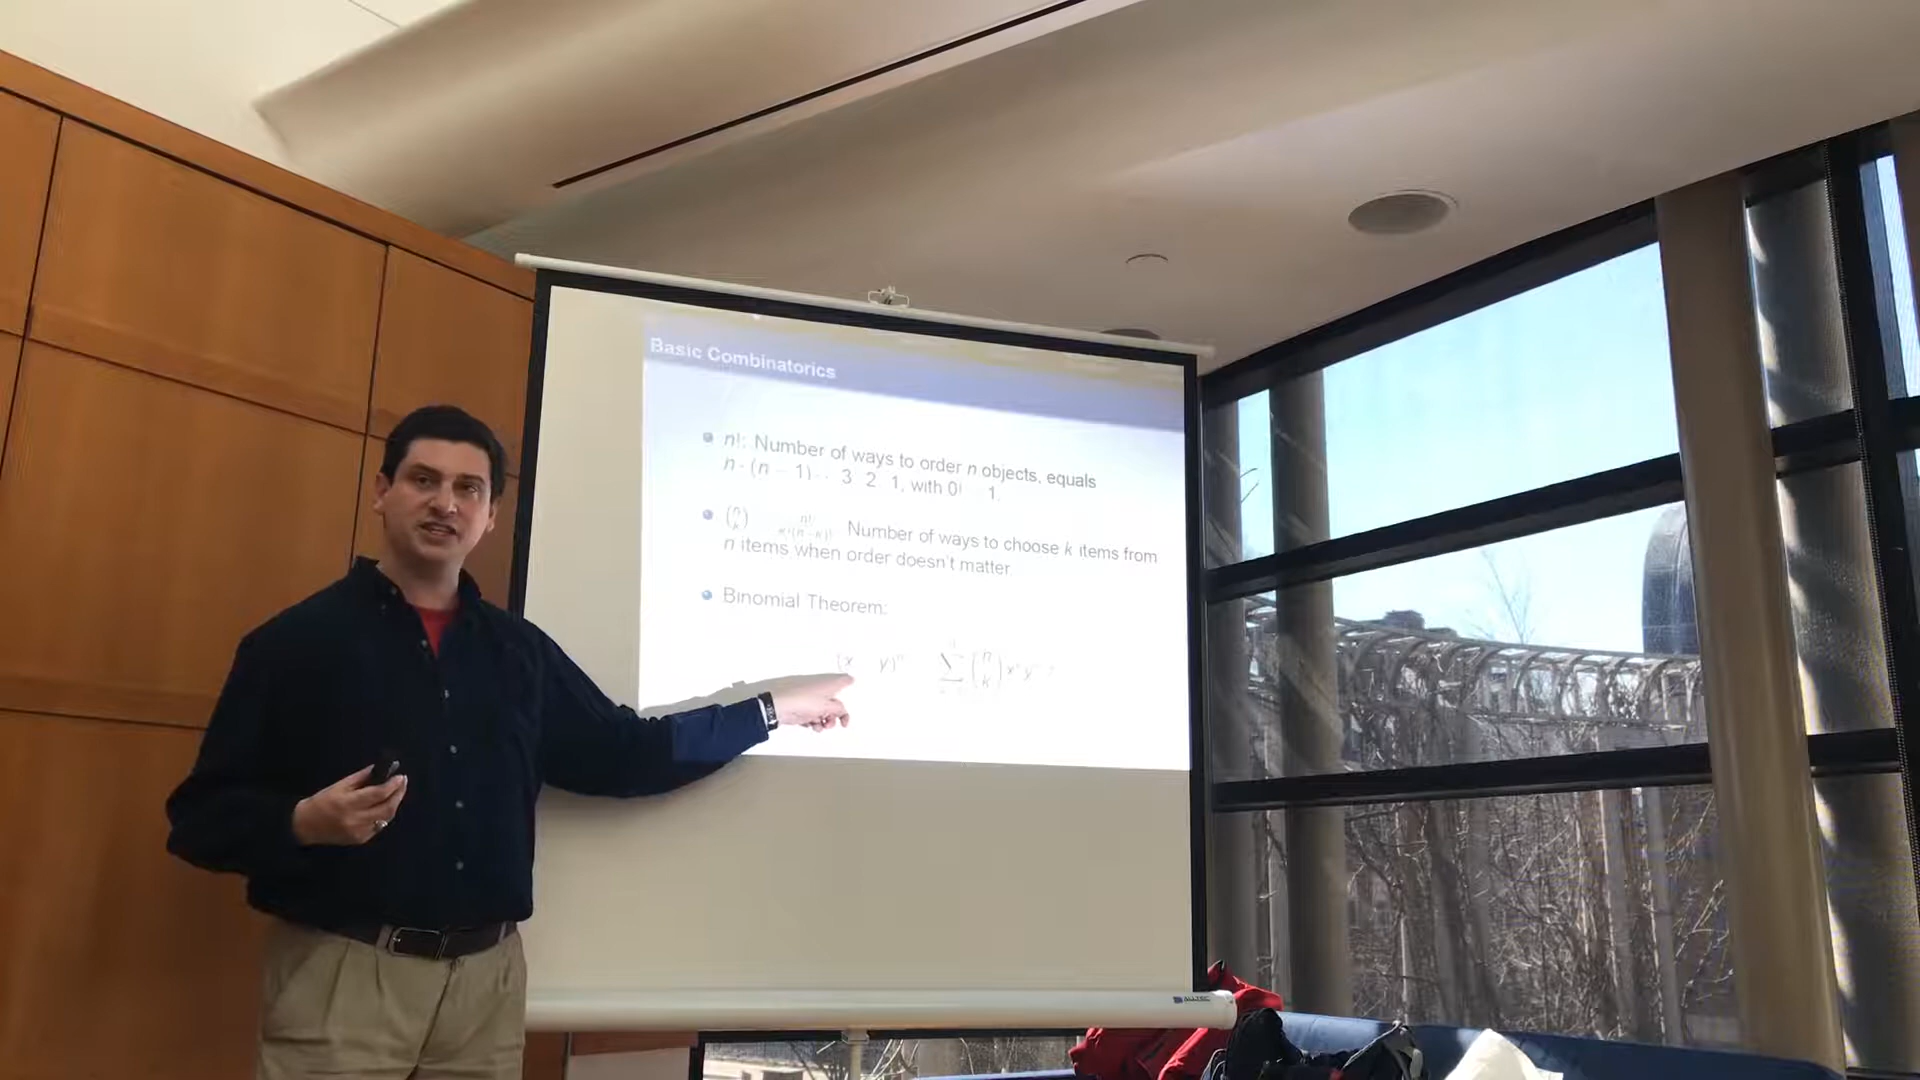 Basic Combinatorics
n!: Number of ways to order n objects, equals
n · (n − 1) ·· 3 2 1, with 0! 1.
(n k) n! k!(n−k)! Number of ways to choose k items from
n items when order doesn't matter.
Binomial Theorem:
(x y)ⁿ ∑ (n k) x y
ALLTEC